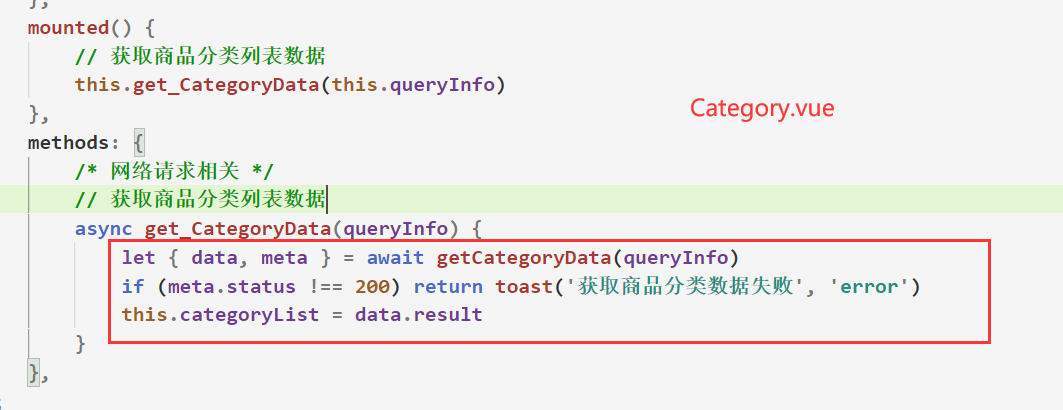 },
mounted() {
// 获取商品分类列表数据
this.get_CategoryData(this.queryInfo)
},
Category.vue
methods: {
/* 网络请求相关 */
// 获取商品分类列表数据
async get_CategoryData(queryInfo) {
let { data, meta } = await getCategoryData(queryInfo)
if (meta.status !== 200) return toast('获取商品分类数据失败', 'error')
this.categoryList = data.result
}
},